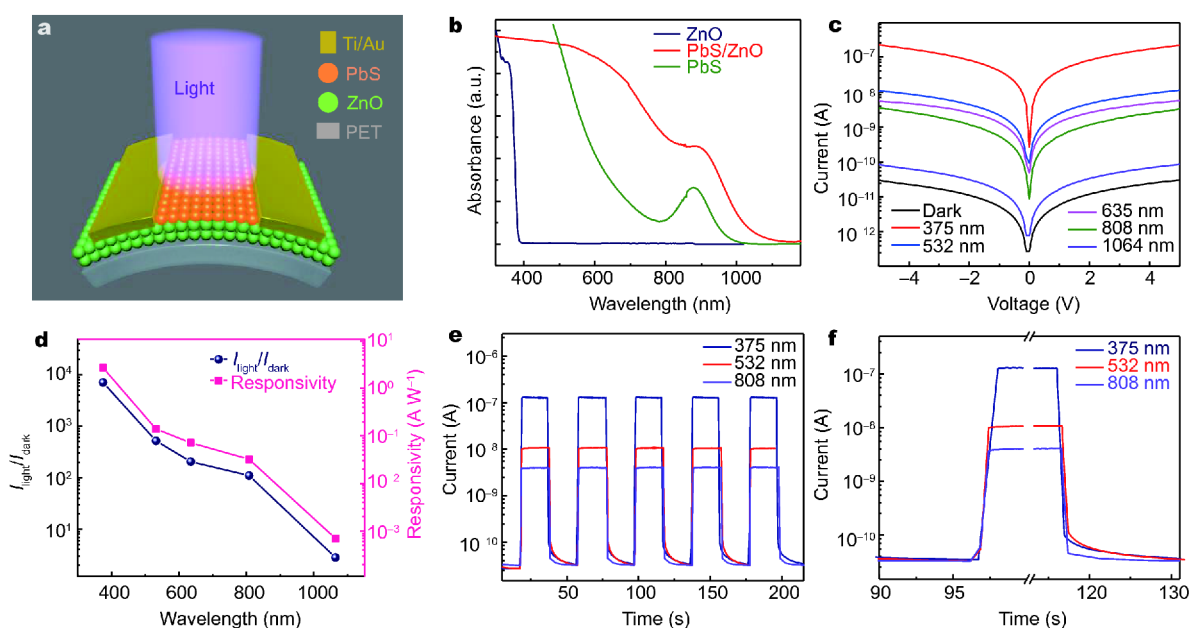 a
Light
Ti/Au
PbS
ZnO
PET
b
ZnO
PbS/ZnO
PbS
Absorbance (a.u.)
400 600 800 1000
Wavelength (nm)
c
10⁻⁷
10⁻⁸
10⁻⁹
10⁻¹⁰
10⁻¹¹
10¹²
Current (A)
Dark
375 nm
532 nm
635 nm
808 nm
1064 nm
−4 −2 0 2 4
Voltage (V)
d
I_light/I_dark
Responsivity
10⁴
10³
10²
10¹
I_light/I_dark
10¹
10⁰
10⁻¹
10⁻²
10⁻³
Responsivity (A W⁻¹)
400 600 800 1000
Wavelength (nm)
e
375 nm
532 nm
808 nm
10⁻⁶
10⁻⁷
10⁻⁸
10⁻⁹
10⁻¹⁰
Current (A)
50 100 150 200
Time (s)
f
375 nm
532 nm
808 nm
10⁻⁷
10⁻⁸
10⁻⁹
10⁻¹⁰
Current (A)
90 95 120 130
Time (s)